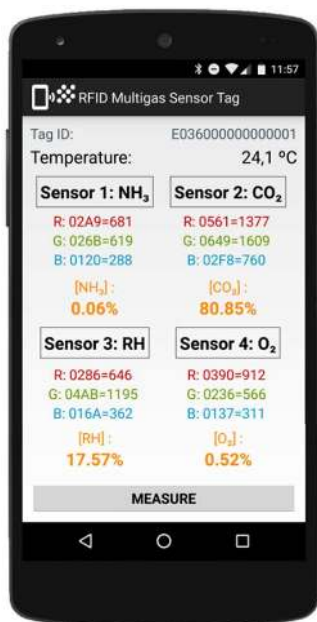 11:57
RFID Multigas Sensor Tag
Tag ID: E036000000000001
Temperature: 24,1 ºC
Sensor 1: NH₃ Sensor 2: CO₂
R: 02A9=681 R: 0561=1377
G: 026B=619 G: 0649=1609
B: 0120=288 B: 02F8=760
[NH₃] : [CO₂] :
0.06% 80.85%
Sensor 3: RH Sensor 4: O₂
R: 0286=646 R: 0390=912
G: 04AB=1195 G: 0236=566
B: 016A=362 B: 0137=311
[RH] : [O₂] :
17.57% 0.52%
MEASURE